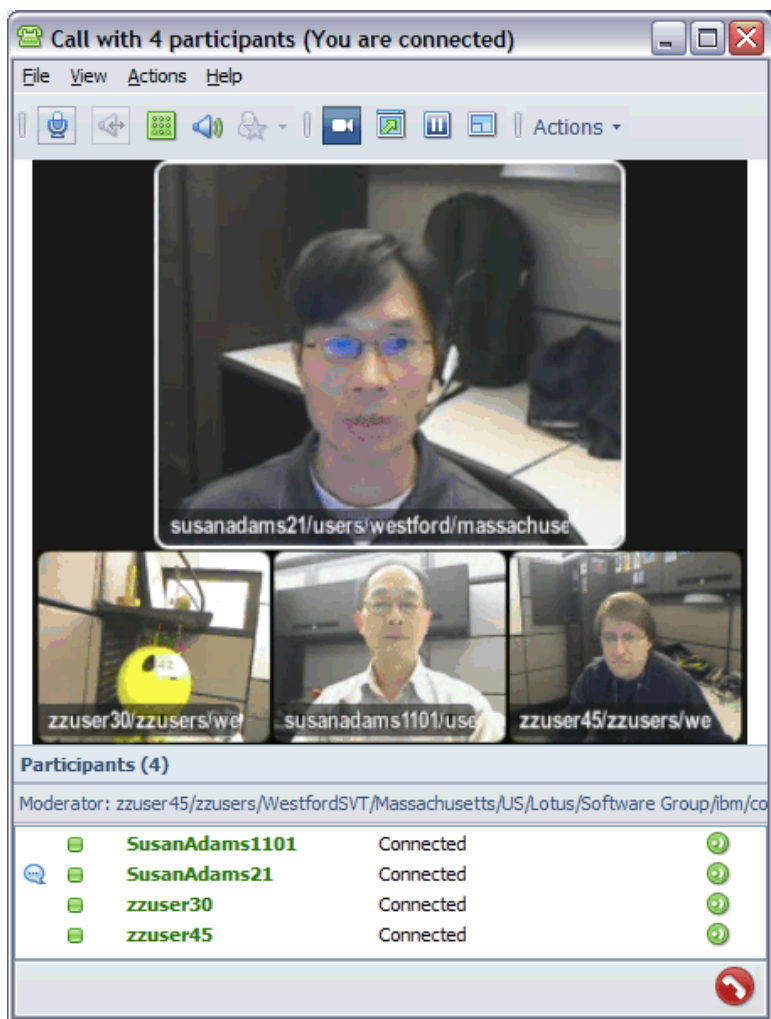 Call with 4 participants (You are connected)
File View Actions Help
Actions
susanadams21/users/westford/massachuse
zzuser30/zzusers/we
susanadams1101/use
zzuser45/zzusers/we
Participants (4)
Moderator: zzuser45/zzusers/WestfordSVT/Massachusetts/US/Lotus/Software Group/ibm/co
SusanAdams1101 Connected
SusanAdams21 Connected
zzuser30 Connected
zzuser45 Connected